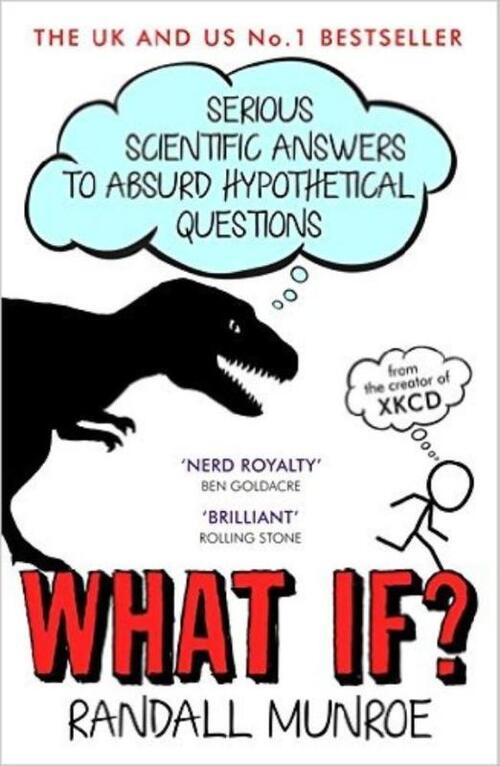 THE UK AND US No.1 BESTSELLER
SERIOUS
SCIENTIFIC ANSWERS
TO ABSURD HYPOTHETICAL
QUESTIONS
from
the creator of
XKCD
'NERD ROYALTY'
BEN GOLDACRE
'BRILLIANT'
ROLLING STONE
WHAT IF?
RANDALL MUNROE